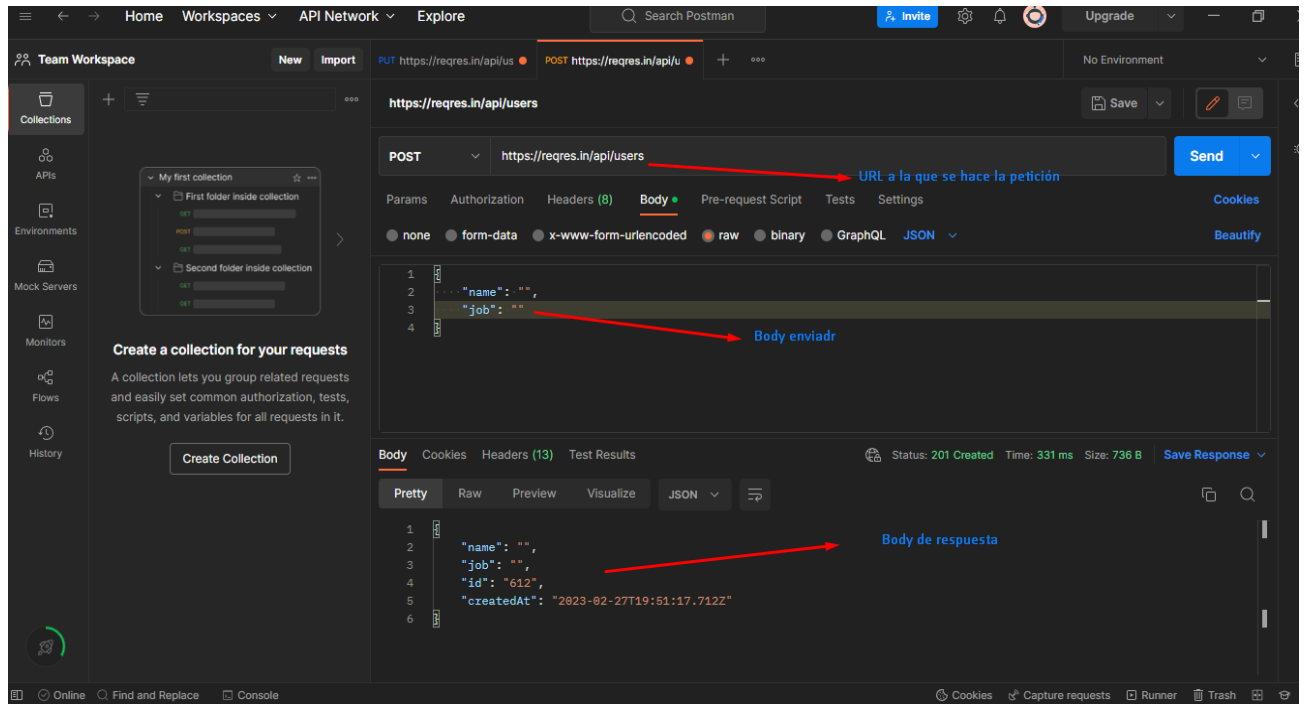 Home Workspaces API Network Explore Search Postman Invite Upgrade
Team Workspace New Import PUT https://reqres.in/api/us POST https://reqres.in/api/u No Environment
Collections
APIs
Environments
Mock Servers
Monitors
Flows
History
My first collection
First folder inside collection
GET
POST
GET
Second folder inside collection
GET
GET
Create a collection for your requests
A collection lets you group related requests
and easily set common authorization, tests,
scripts, and variables for all requests in it.
Create Collection
https://reqres.in/api/users Save
POST https://reqres.in/api/users Send
URL a la que se hace la petición
Params Authorization Headers (8) Body Pre-request Script Tests Settings Cookies
none form-data x-www-form-urlencoded raw binary GraphQL JSON Beautify
1 {
2 "name": "",
3 "job": ""
4 }
Body enviadr
Body Cookies Headers (13) Test Results Status: 201 Created Time: 331 ms Size: 736 B Save Response
Pretty Raw Preview Visualize JSON
1 {
2 "name": "",
3 "job": "",
4 "id": "612",
5 "createdAt": "2023-02-27T19:51:17.712Z"
6 }
Body de respuesta
Online Find and Replace Console Cookies Capture requests Runner Trash